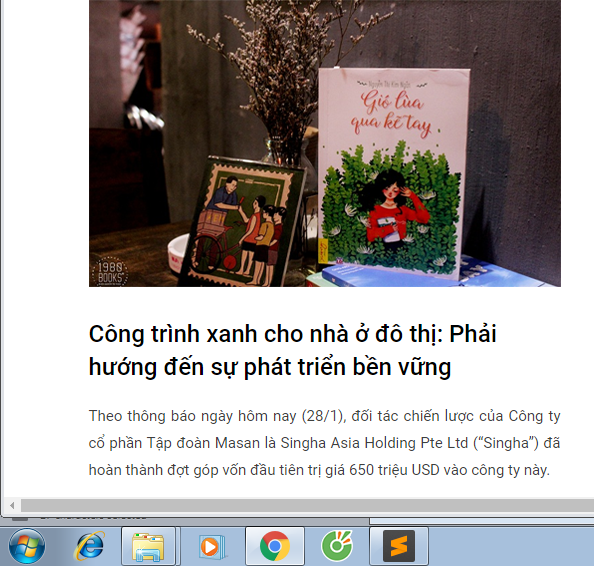 Nguyễn Thị Kim Ngân
Gió lùa
qua kẽ tay
1980
BOOKS
Công trình xanh cho nhà ở đô thị: Phải
hướng đến sự phát triển bền vững
Theo thông báo ngày hôm nay (28/1), đối tác chiến lược của Công ty
cổ phần Tập đoàn Masan là Singha Asia Holding Pte Ltd (“Singha”) đã
hoàn thành đợt góp vốn đầu tiên trị giá 650 triệu USD vào công ty này.